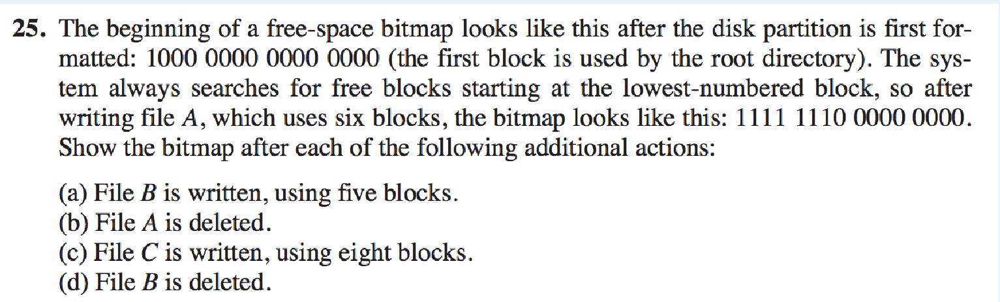 25. The beginning of a free-space bitmap looks like this after the disk partition is first for-
matted: 1000 0000 0000 0000 (the first block is used by the root directory). The sys-
tem always searches for free blocks starting at the lowest-numbered block, so after
writing file A, which uses six blocks, the bitmap looks like this: 1111 1110 0000 0000.
Show the bitmap after each of the following additional actions:
(a) File B is written, using five blocks.
(b) File A is deleted.
(c) File C is written, using eight blocks.
(d) File B is deleted.